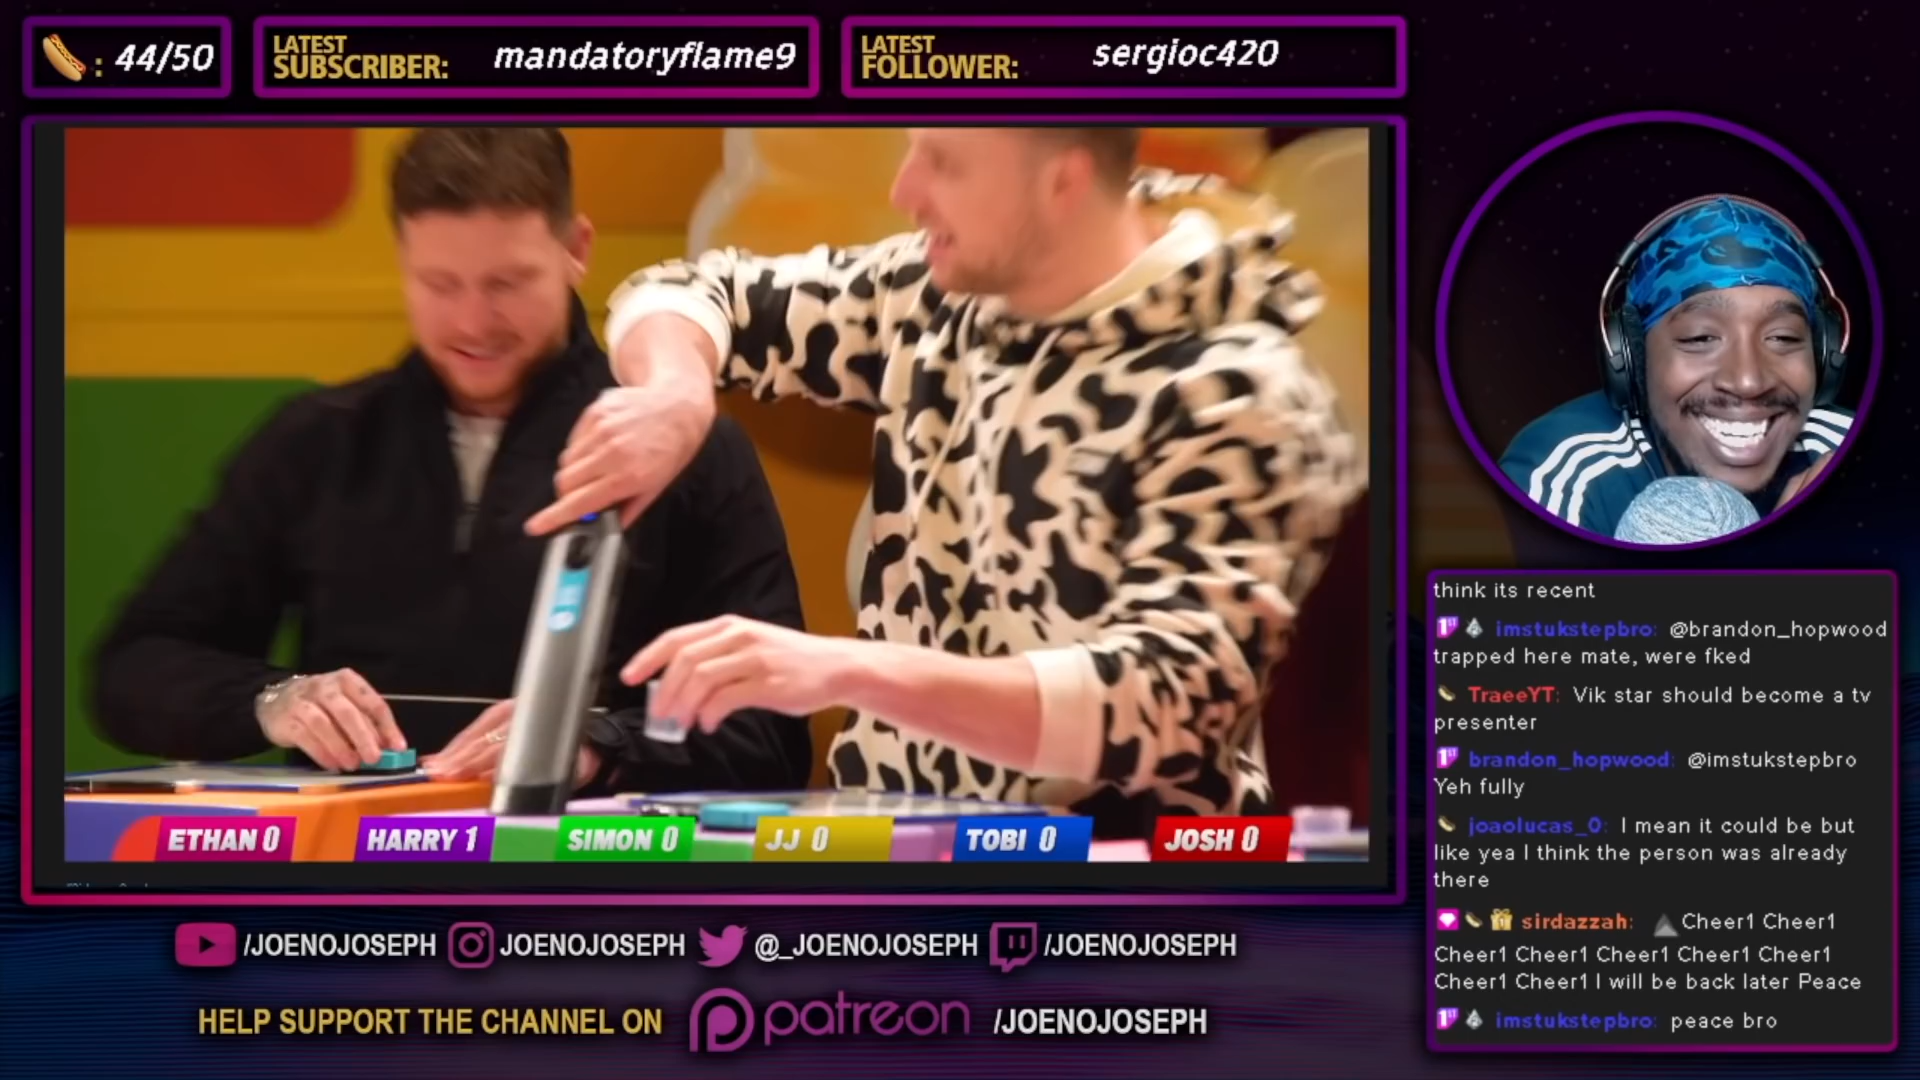 : 44/50
LATEST
SUBSCRIBER:
mandatoryflame9
LATEST
FOLLOWER:
sergioc420
ETHAN 0
HARRY 1
SIMON 0
JJ 0
TOBI 0
JOSH 0
think its recent
imstukstepbro: @brandon_hopwood
trapped here mate, were fked
TraeeYT: Vik star should become a tv
presenter
brandon_hopwood: @imstukstepbro
Yeh fully
joaolucas_0: I mean it could be but
like yea I think the person was already
there
sirdazzah: Cheer1 Cheer1
Cheer1 Cheer1 Cheer1 Cheer1 Cheer1
Cheer1 Cheer1 I will be back later Peace
imstukstepbro: peace bro
/JOENOJOSEPH
JOENOJOSEPH
@_JOENOJOSEPH
/JOENOJOSEPH
HELP SUPPORT THE CHANNEL ON patreon /JOENOJOSEPH